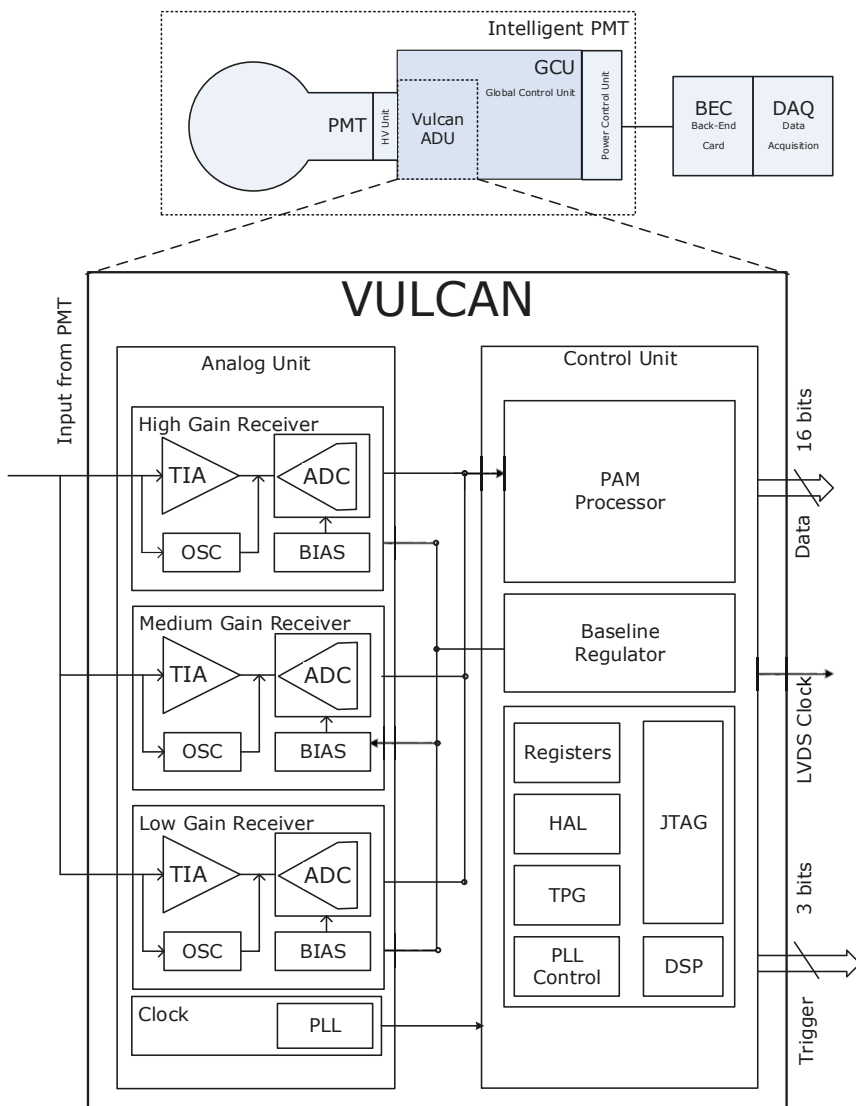 Intelligent PMT
GCU
Global Control Unit
PMT
HV Unit
Vulcan
ADU
Power Control Unit
BEC
Back-End
Card
DAQ
Data
Acquisition
VULCAN
Input from PMT
Analog Unit
High Gain Receiver
TIA
ADC
OSC
BIAS
Medium Gain Receiver
TIA
ADC
OSC
BIAS
Low Gain Receiver
TIA
ADC
OSC
BIAS
Clock
PLL
Control Unit
PAM
Processor
Baseline
Regulator
Registers
HAL
TPG
PLL
Control
JTAG
DSP
16 bits
Data
LVDS Clock
3 bits
Trigger